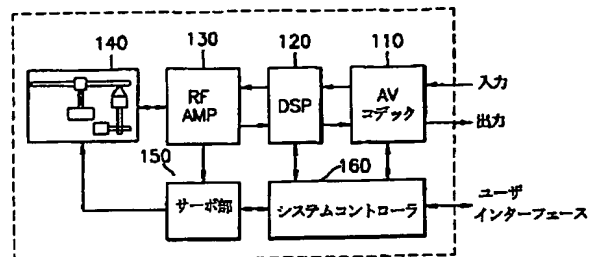 140
130
120
110
RF
AMP
DSP
AV
コデック
入力
出力
150
160
サーボ部
システムコントローラ
ユーザ
インターフェース